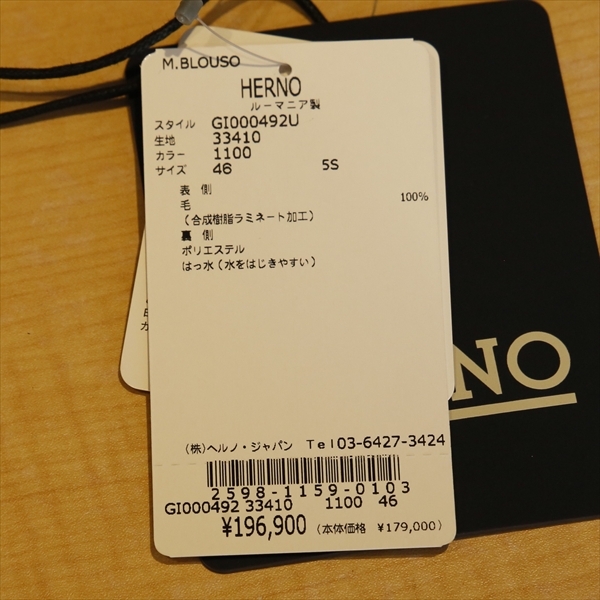 M.BLOUSO
HERNO
ルーマニア製
スタイル GI000492U
生地 33410
カラー 1100
サイズ 46 5S
表 側
毛 100%
(合成樹脂ラミネート加工)
裏 側
ポリエステル
はっ水(水をはじきやすい)
(株)ヘルノ・ジャパン Tel03-6427-3424
2598-1159-0103
GI000492 33410 1100 46
¥196,900 (本体価格 ¥179,000)
NO